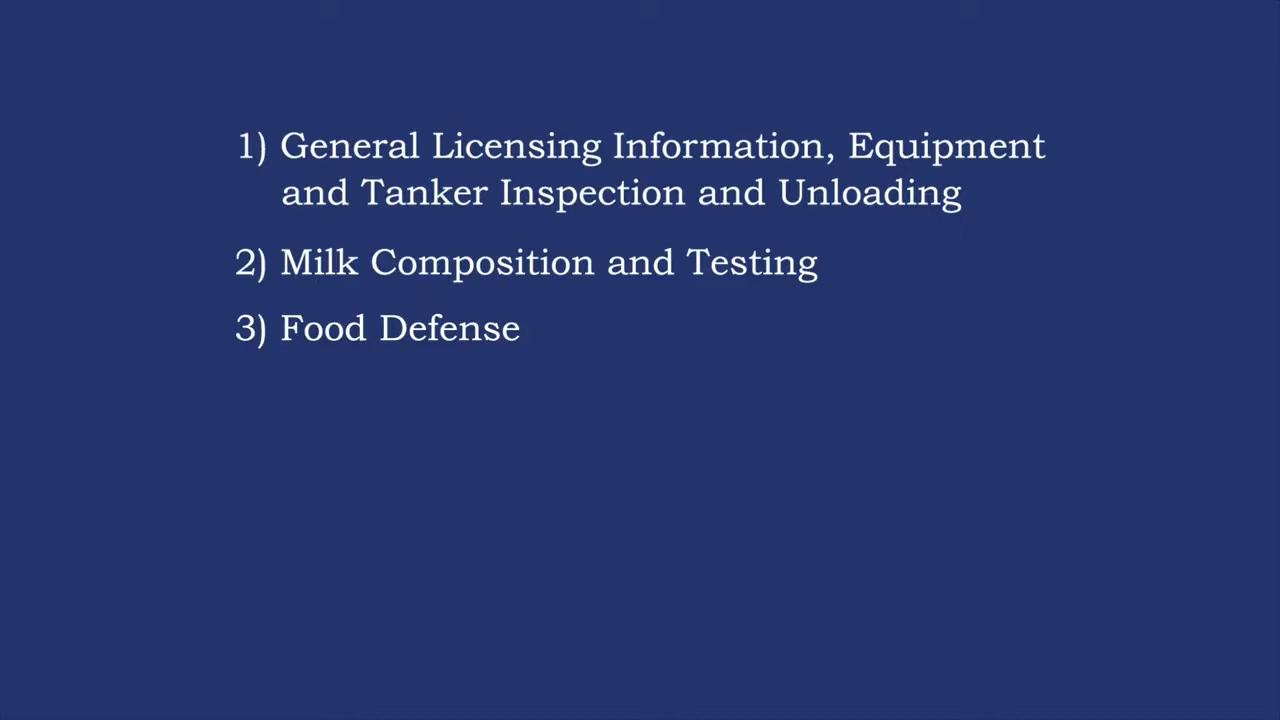 1) General Licensing Information, Equipment
and Tanker Inspection and Unloading
2) Milk Composition and Testing
3) Food Defense